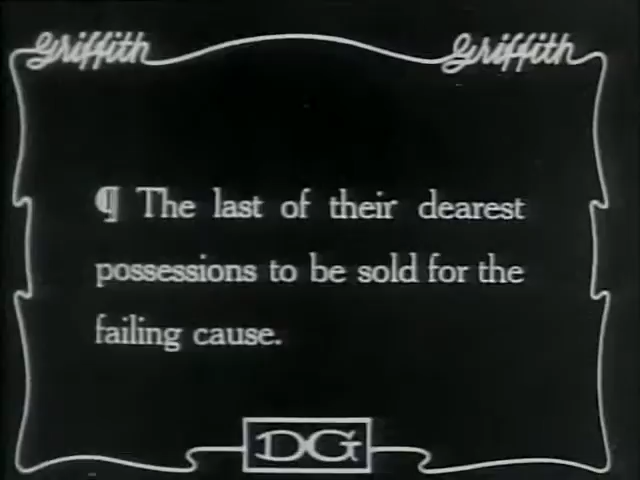 Griffith Griffith
¶ The last of their dearest
possessions to be sold for the
failing cause.
DG